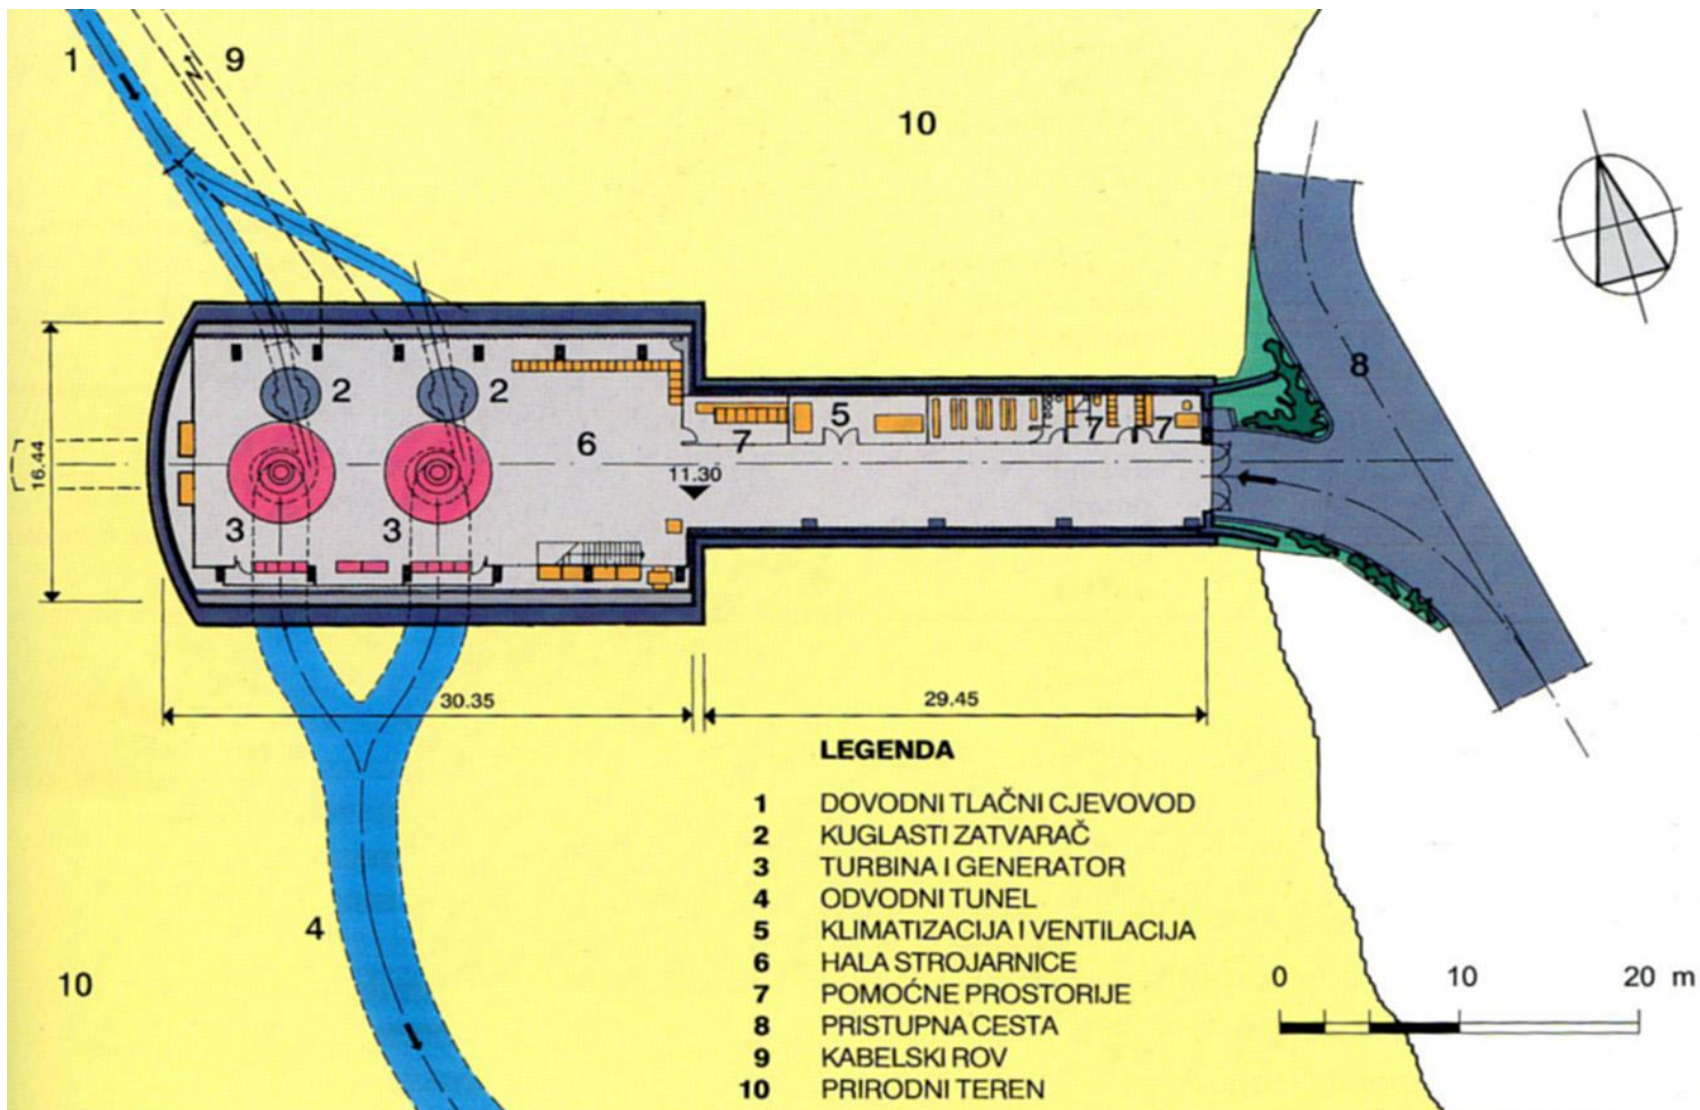 1
9
10
2
2
8
5
6
7
7
7
16.44
11.30
3
3
30.35
29.45
LEGENDA
1 DOVODNI TLAČNI CJEVOVOD
2 KUGLASTI ZATVARAČ
3 TURBINA I GENERATOR
4 ODVODNI TUNEL
5 KLIMATIZACIJA I VENTILACIJA
6 HALA STROJARNICE
7 POMOĆNE PROSTORIJE
8 PRISTUPNA CESTA
9 KABELSKI ROV
10 PRIRODNI TEREN
4
10
0 10 20 m